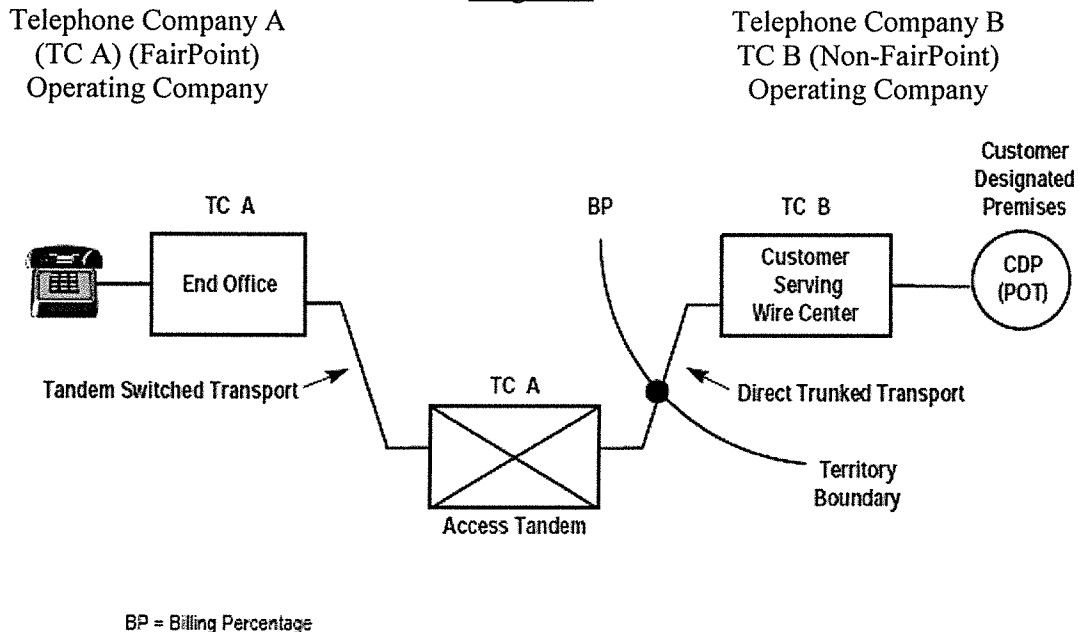 Telephone Company A
(TC A) (FairPoint)
Operating Company
Telephone Company B
TC B (Non-FairPoint)
Operating Company
Customer
Designated
Premises
TC A
BP
TC B
End Office
Customer
Serving
Wire Center
CDP
(POT)
Tandem Switched Transport
TC A
Direct Trunked Transport
Territory
Boundary
Access Tandem
BP = Billing Percentage